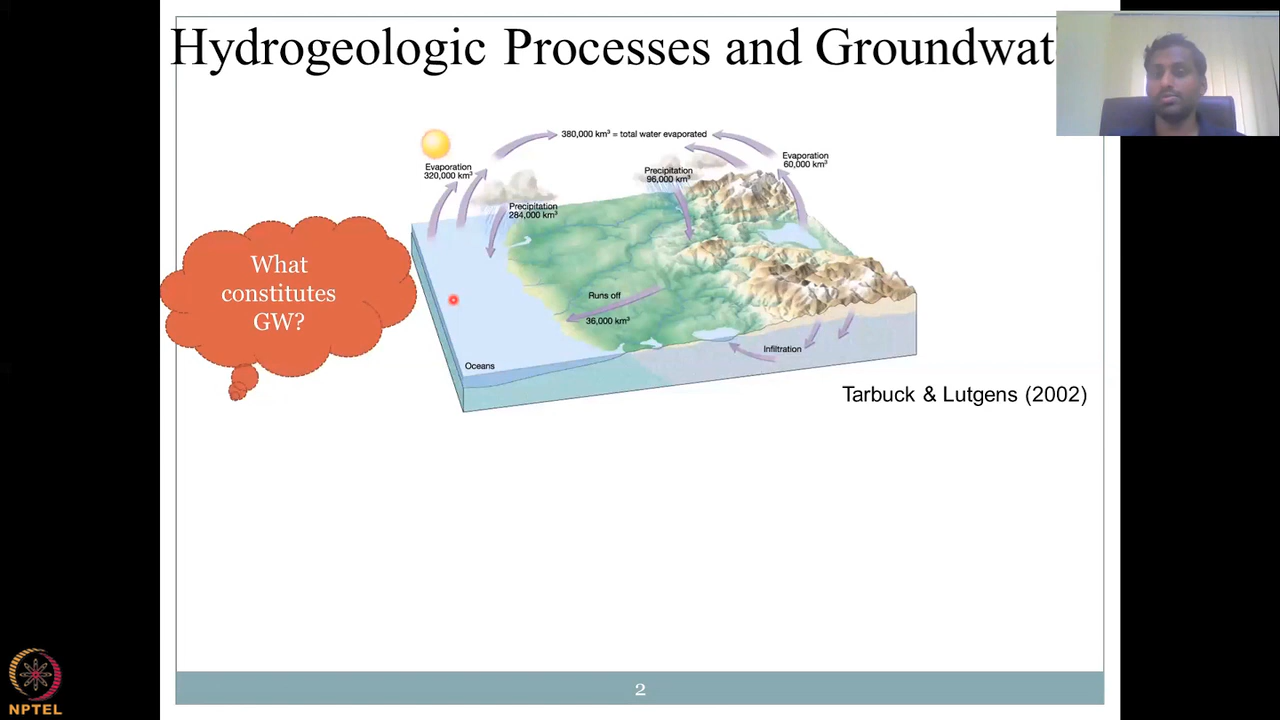 Hydrogeologic Processes and Groundwat
380,000 km³ = total water evaporated
Evaporation
320,000 km³
Precipitation
284,000 km³
Precipitation
96,000 km³
Evaporation
60,000 km³
What
constitutes
GW?
Runs off
36,000 km³
Infiltration
Oceans
Tarbuck & Lutgens (2002)
2
NPTEL